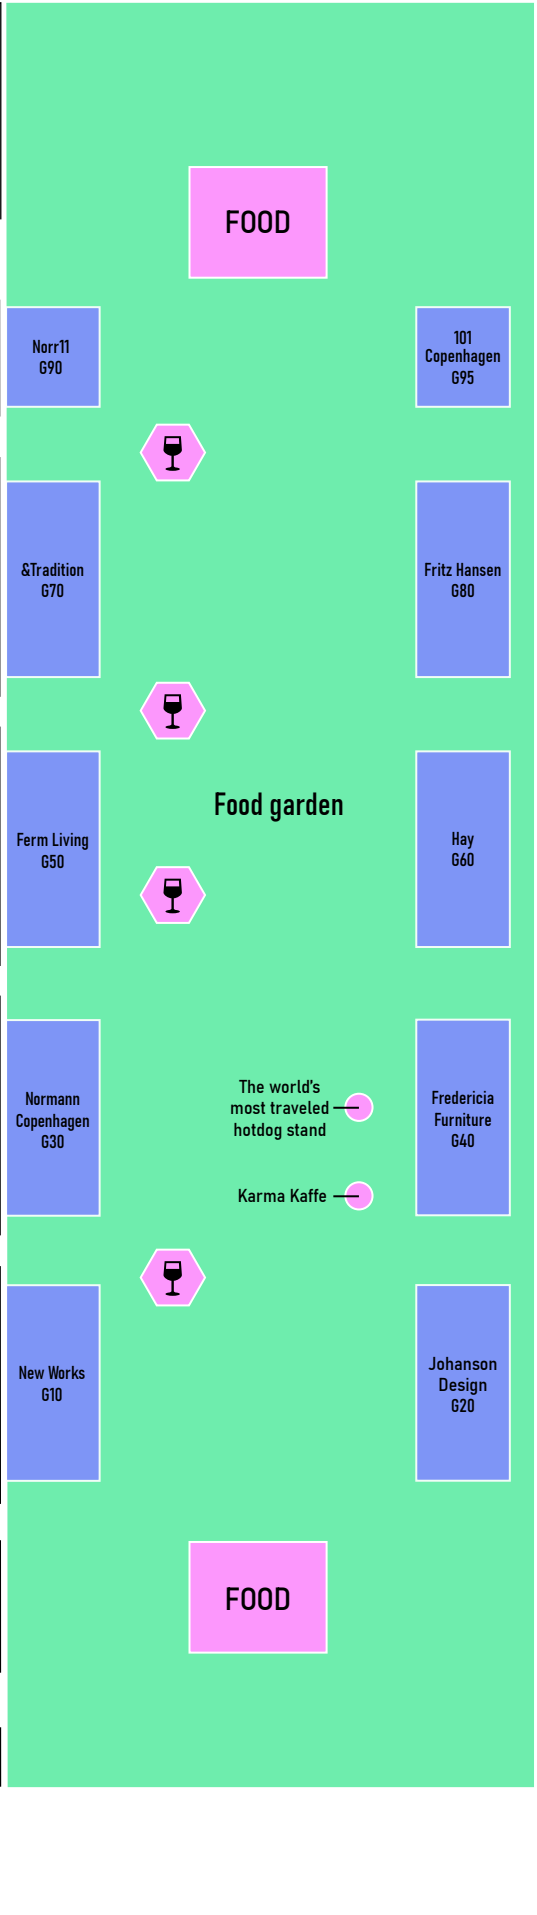 FOOD
Norr11
G90
101
Copenhagen
G95
&Tradition
G70
Fritz Hansen
G80
Food garden
Ferm Living
G50
Hay
G60
Normann
Copenhagen
G30
The world's
most traveled
hotdog stand
Fredericia
Furniture
G40
Karma Kaffe
New Works
G10
Johanson
Design
G20
FOOD